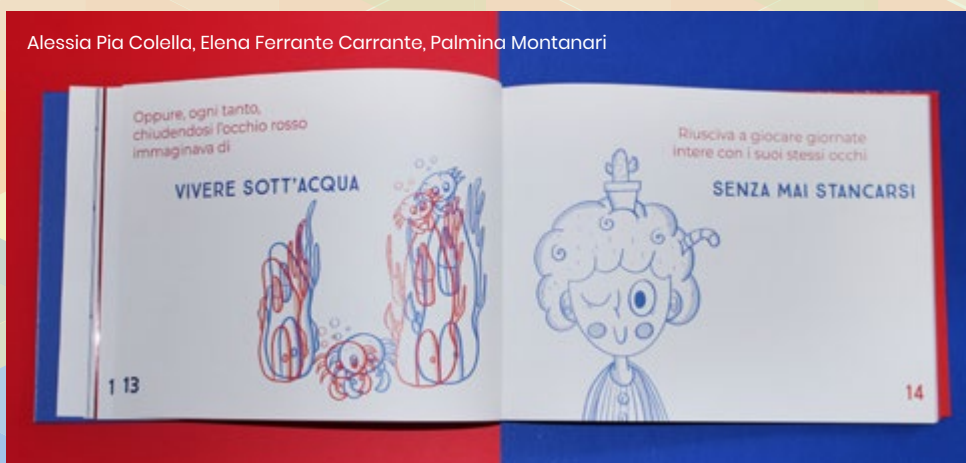 Alessia Pia Colella, Elena Ferrante Carrante, Palmina Montanari
Oppure, ogni tanto,
chiudendosi l'occhio rosso
immaginava di
VIVERE SOTT'ACQUA
1 13
Riusciva a giocare giornate
intere con i suoi stessi occhi
SENZA MAI STANCARSI
14